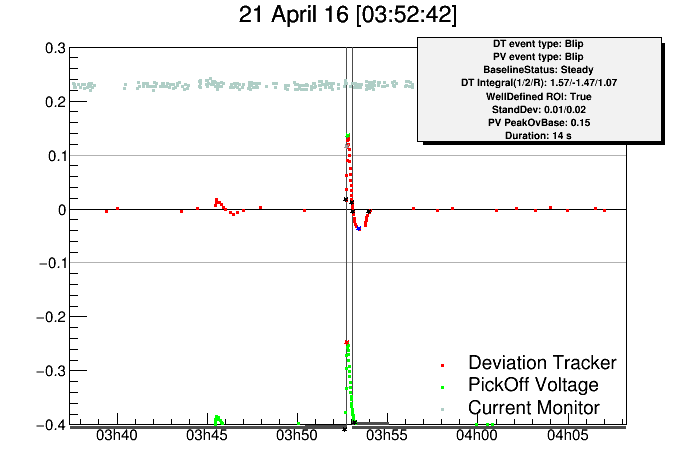 21 April 16 [03:52:42]
DT event type: Blip
PV event type: Blip
BaselineStatus: Steady
DT Integral(1/2/R): 1.57/-1.47/1.07
WellDefined ROI: True
StandDev: 0.01/0.02
PV PeakOvBase: 0.15
Duration: 14 s
0.3
0.2
0.1
0
−0.1
−0.2
−0.3
−0.4
Deviation Tracker
PickOff Voltage
Current Monitor
03h40 03h45 03h50 03h55 04h00 04h05